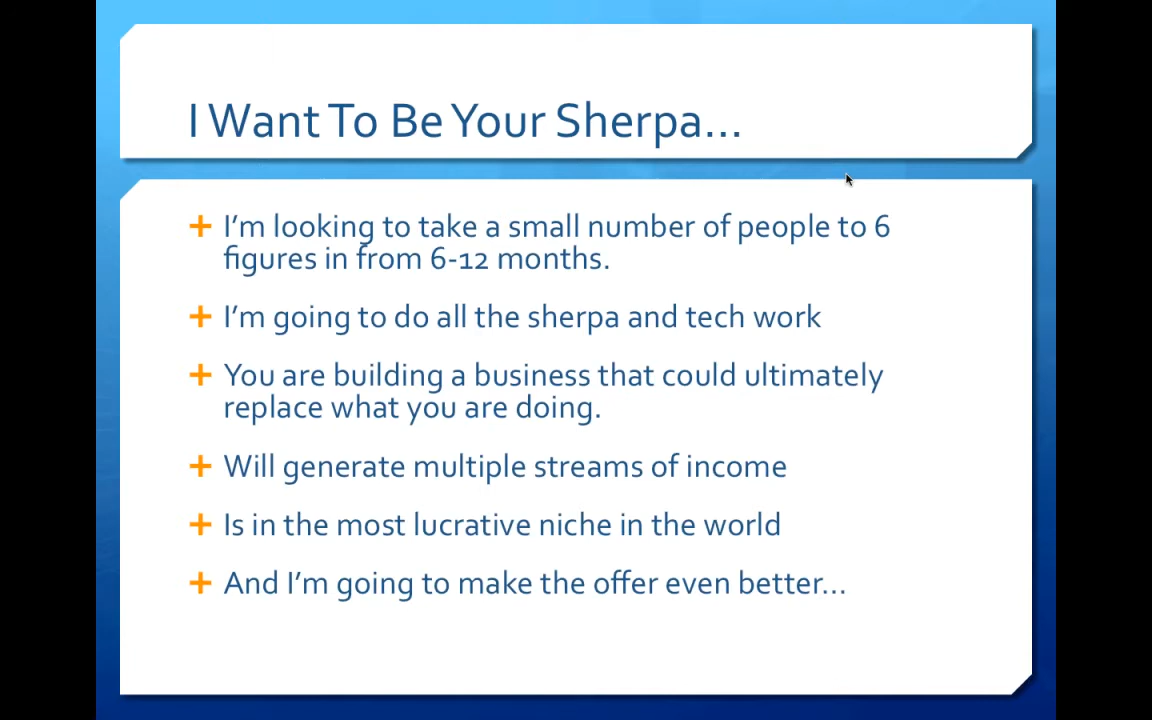 I Want To Be Your Sherpa...
I'm looking to take a small number of people to 6
figures in from 6-12 months.
I'm going to do all the sherpa and tech work
You are building a business that could ultimately
replace what you are doing.
Will generate multiple streams of income
Is in the most lucrative niche in the world
And I'm going to make the offer even better...